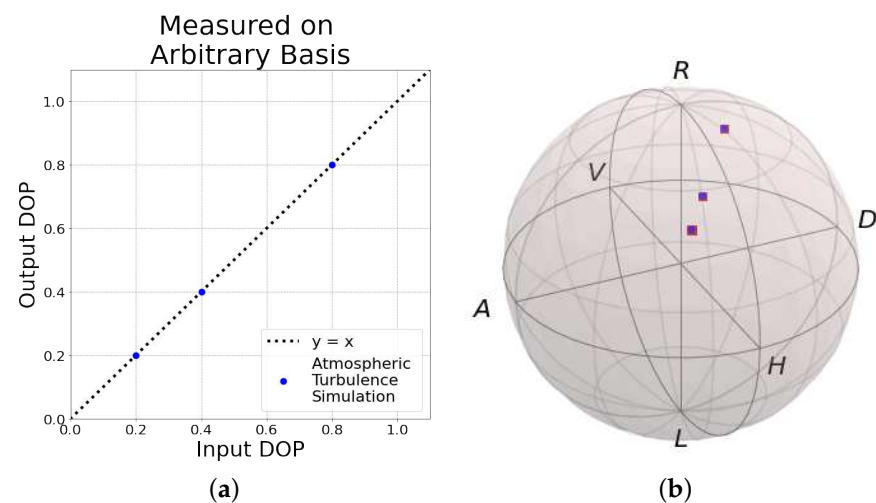 Measured on
Arbitrary Basis
Output DOP
1.0
0.8
0.6
0.4
0.2
0.0
0.0 0.2 0.4 0.6 0.8 1.0
Input DOP
y = x
Atmospheric
Turbulence
Simulation
(a)
R
V
D
A
H
L
(b)